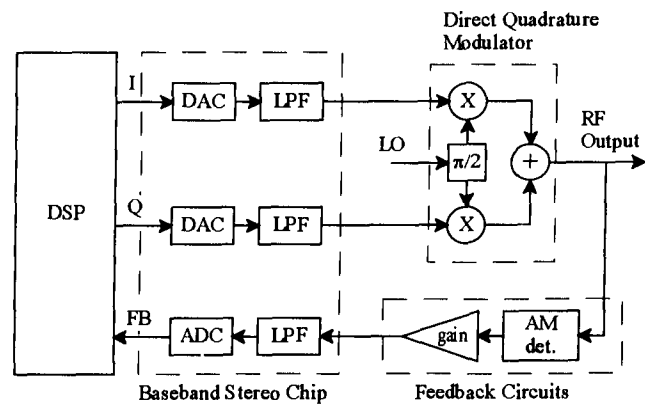 Direct Quadrature
Modulator
I
DAC
LPF
X
RF
Output
LO
π/2
+
DSP
Q
DAC
LPF
X
FB
ADC
LPF
gain
AM
det.
Baseband Stereo Chip
Feedback Circuits